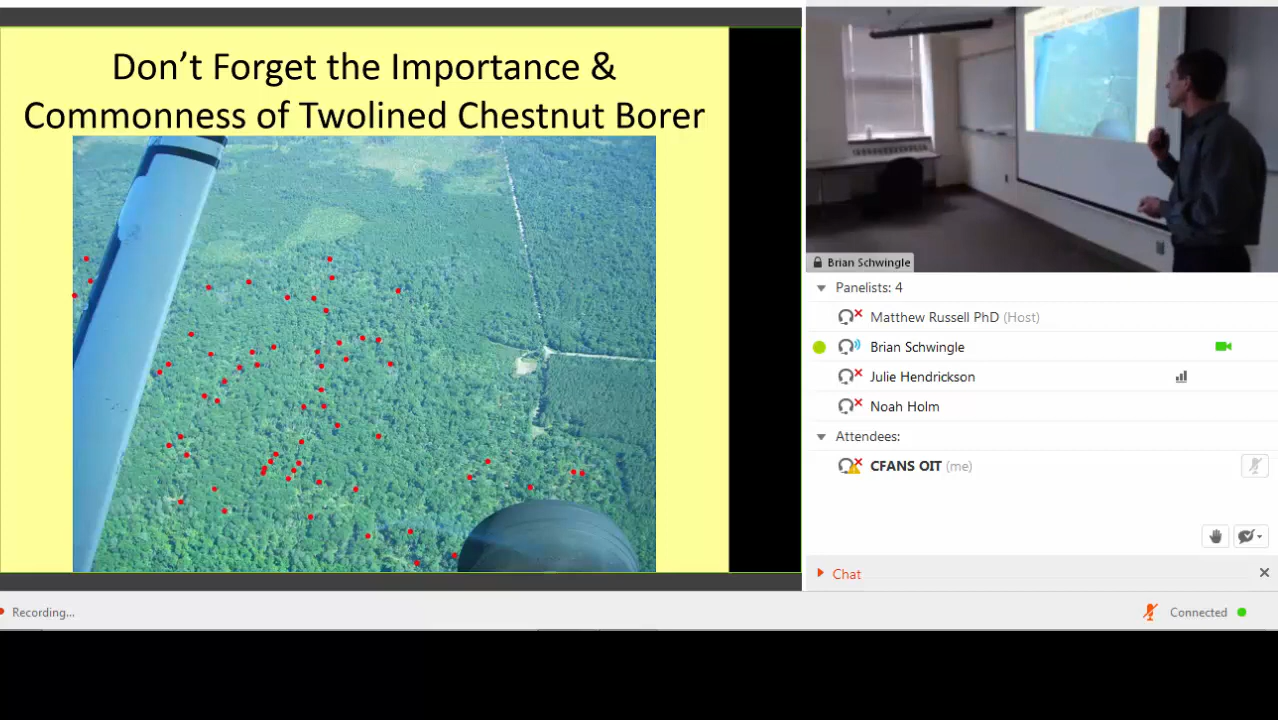 Don't Forget the Importance &
Commonness of Twolined Chestnut Borer
Brian Schwingle
Panelists: 4
Matthew Russell PhD (Host)
Brian Schwingle
Julie Hendrickson
Noah Holm
Attendees:
CFANS OIT (me)
Chat
Recording...
Connected